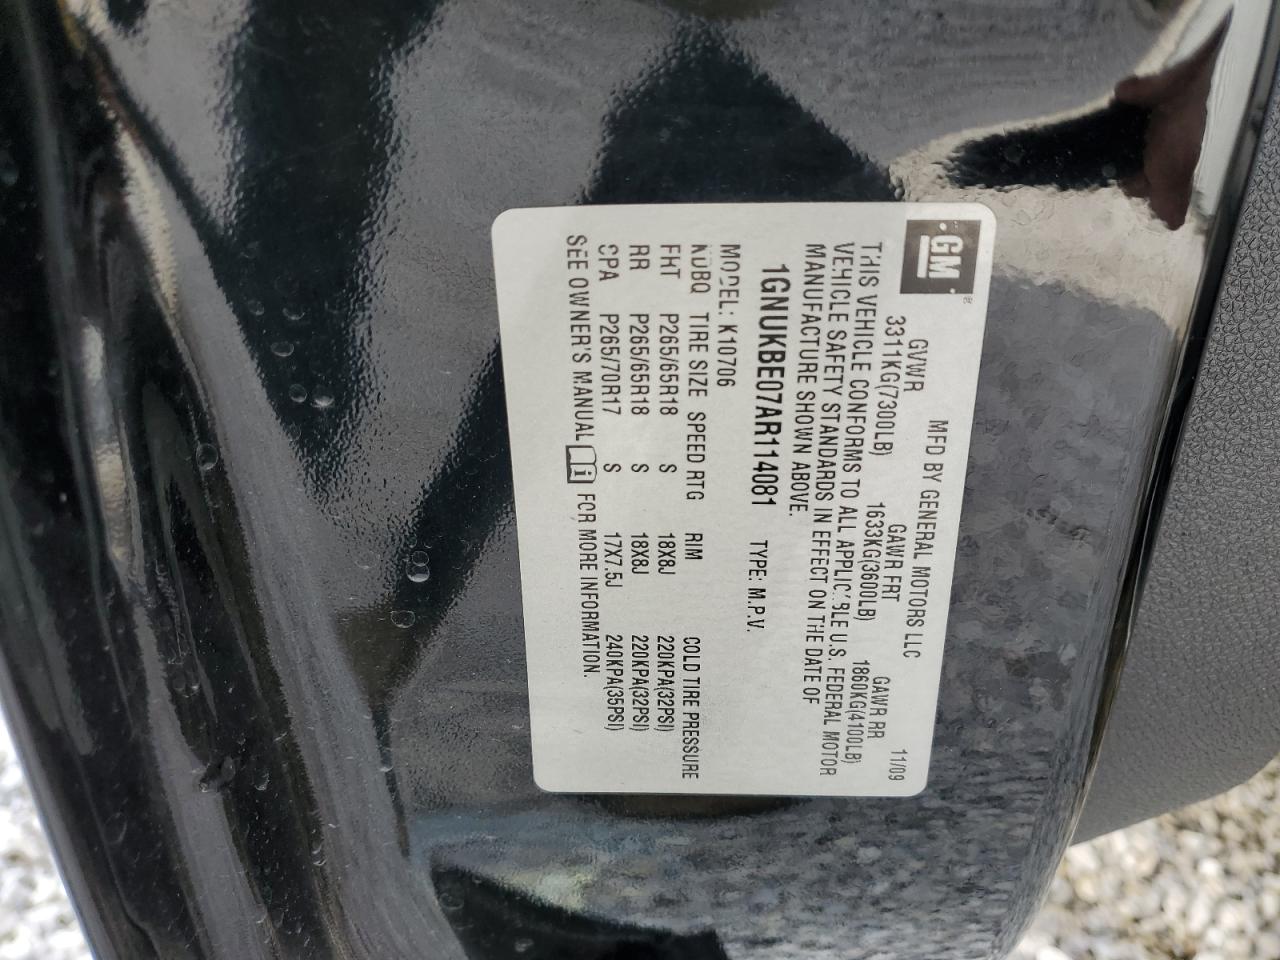 GM
MFD BY GENERAL MOTORS LLC 11/09
GVWR GAWR FRT GAWR RR
3311KG(7300LB) 1633KG(3600LB) 1860KG(4100LB)
THIS VEHICLE CONFORMS TO ALL APPLICABLE U.S. FEDERAL MOTOR
VEHICLE SAFETY STANDARDS IN EFFECT ON THE DATE OF
MANUFACTURE SHOWN ABOVE.
1GNUKBE07AR114081 TYPE: M.P.V.
MODEL: K10706
TIRE SIZE SPEED RTG RIM COLD TIRE PRESSURE
FRT P265/65R18 S 18X8J 220KPA(32PSI)
RR P265/65R18 S 18X8J 220KPA(32PSI)
SPA P265/70R17 S 17X7.5J 240KPA(35PSI)
SEE OWNER'S MANUAL i FOR MORE INFORMATION.